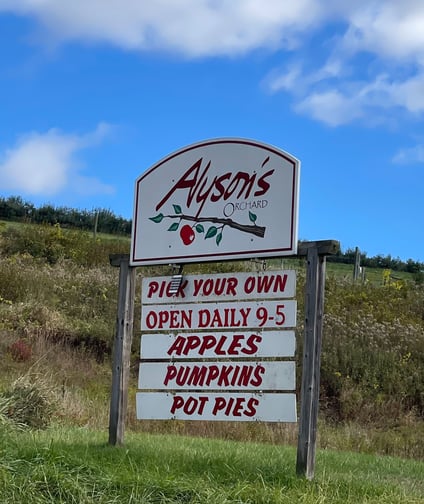 Alyson's
ORCHARD
PICK YOUR OWN
OPEN DAILY 9-5
APPLES
PUMPKINS
POT PIES